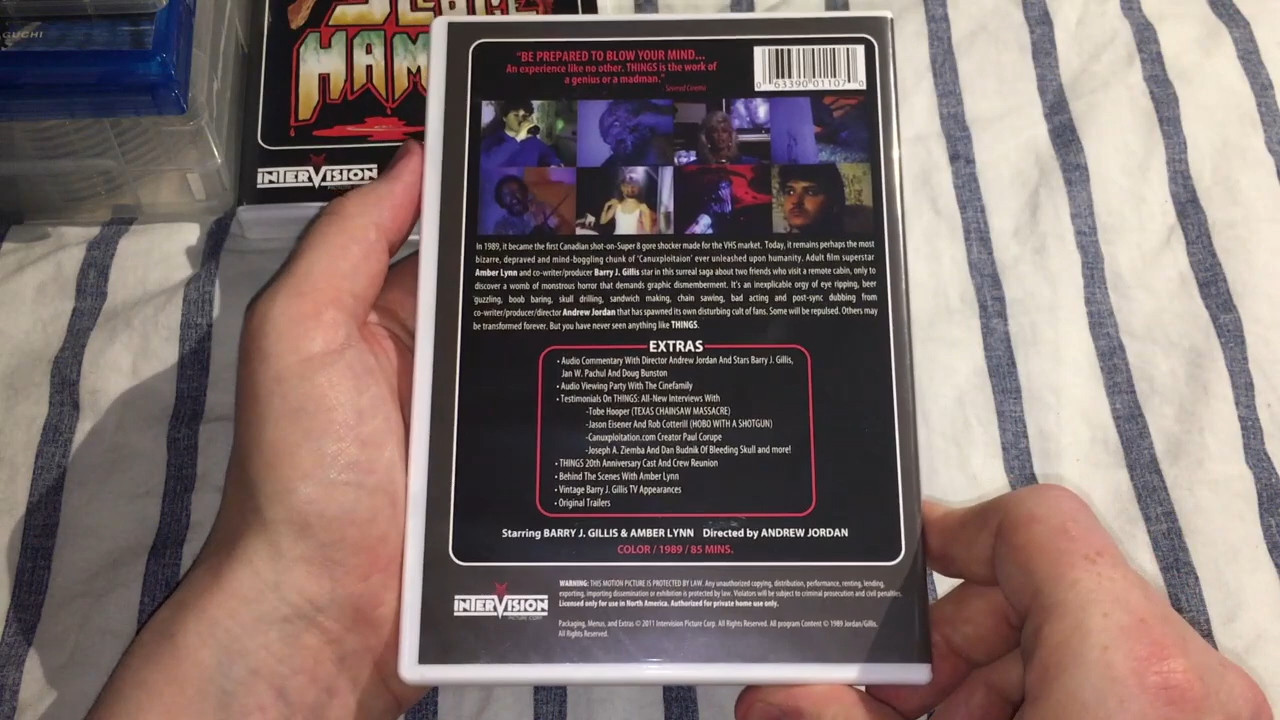 GUCHI
INTERVISION
"BE PREPARED TO BLOW YOUR MIND...
An experience like no other. THINGS is the work of
a genius or a madman."
- Severed Cinema
0 63390 01107 0
In 1989, it became the first Canadian shot-on-Super 8 gore shocker made for the VHS market. Today, it remains perhaps the most
bizarre, depraved and mind-boggling chunk of 'Canuxploitaion' ever unleashed upon humanity. Adult film superstar
Amber Lynn and co-writer/producer Barry J. Gillis star in this surreal saga about two friends who visit a remote cabin, only to
discover a womb of monstrous horror that demands graphic dismemberment. It's an inexplicable orgy of eye ripping, beer
guzzling, boob baring, skull drilling, sandwich making, chain sawing, bad acting and post-sync dubbing from
co-writer/producer/director Andrew Jordan that has spawned its own disturbing cult of fans. Some will be repulsed. Others may
be transformed forever. But you have never seen anything like THINGS.
EXTRAS
• Audio Commentary With Director Andrew Jordan And Stars Barry J. Gillis,
Jan W. Pachul And Doug Bunston
• Audio Viewing Party With The Cinefamily
• Testimonials On THINGS: All-New Interviews With
-Tobe Hooper (TEXAS CHAINSAW MASSACRE)
-Jason Eisener And Rob Cotterill (HOBO WITH A SHOTGUN)
-Canuxploitation.com Creator Paul Corupe
-Joseph A. Ziemba And Dan Budnik Of Bleeding Skull and more!
• THINGS 20th Anniversary Cast And Crew Reunion
• Behind The Scenes With Amber Lynn
• Vintage Barry J. Gillis TV Appearances
• Original Trailers
Starring BARRY J. GILLIS & AMBER LYNN Directed by ANDREW JORDAN
COLOR / 1989 / 85 MINS.
INTERVISION
PICTURE CORP.
WARNING: THIS MOTION PICTURE IS PROTECTED BY LAW. Any unauthorized copying, distribution, performance, renting, lending,
exporting, importing dissemination or exhibition is protected by law. Violators will be subject to criminal prosecution and civil penalties.
Licensed only for use in North America. Authorized for private home use only.
Packaging, Menus, and Extras © 2011 Intervision Picture Corp. All Rights Reserved. All program Content © 1989 Jordan/Gillis,
All Rights Reserved.